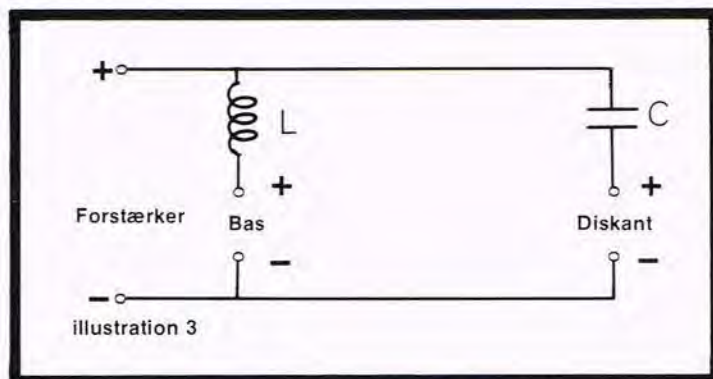 +
L
C
+
+
Forstærker
Bas
Diskant
−
−
−
illustration 3